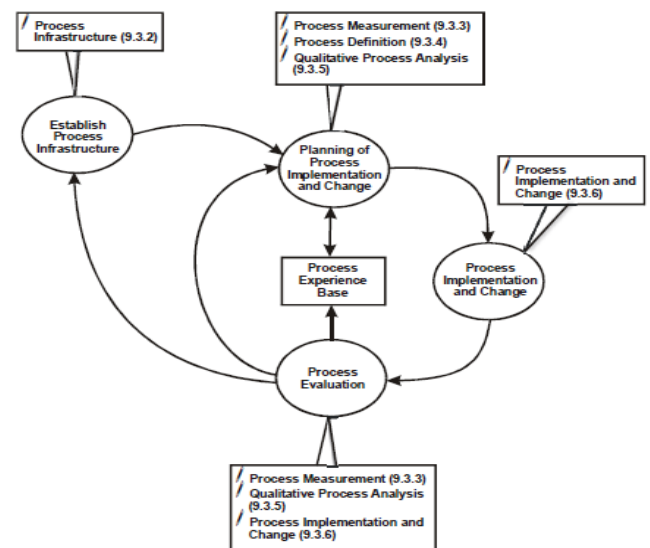 Process
Infrastructure (9.3.2)
Process Measurement (9.3.3)
Process Definition (9.3.4)
Qualitative Process Analysis
(9.3.5)
Establish
Process
Infrastructure
Planning of
Process
Implementation
and Change
Process
Implementation and
Change (9.3.6)
Process
Experience
Base
Process
Implementation
and Change
Process
Evaluation
Process Measurement (9.3.3)
Qualitative Process Analysis
(9.3.5)
Process Implementation and
Change (9.3.6)